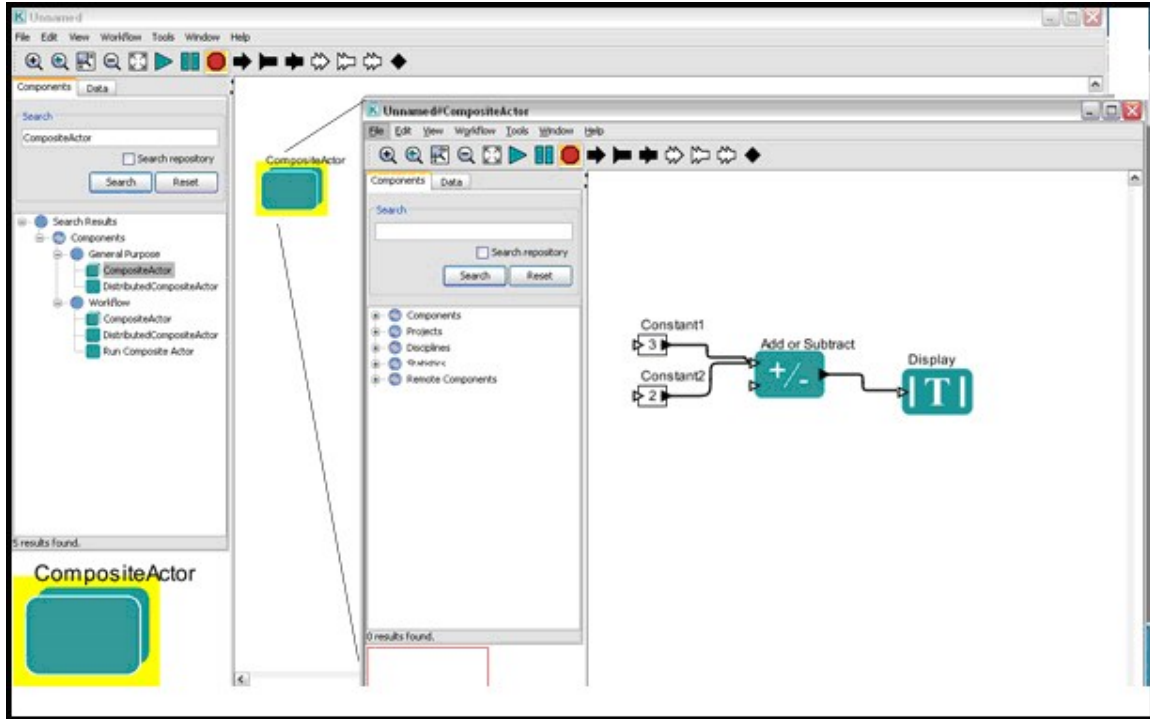 Unnamed
File Edit View Workflow Tools Window Help
Components Data
Search
CompositeActor
Search repository
Search Reset
Search Results
Components
General Purpose
CompositeActor
DistributedCompositeActor
Workflow
CompositeActor
DistributedCompositeActor
Run Composite Actor
5 results found.
CompositeActor
CompositeActor
Unnamed#CompositeActor
File Edit View Workflow Tools Window Help
Components Data
Search
Search repository
Search Reset
Components
Projects
Disciplines
Statistics
Remote Components
0 results found.
Constant1
3
Constant2
2
Add or Subtract
+/-
Display
T